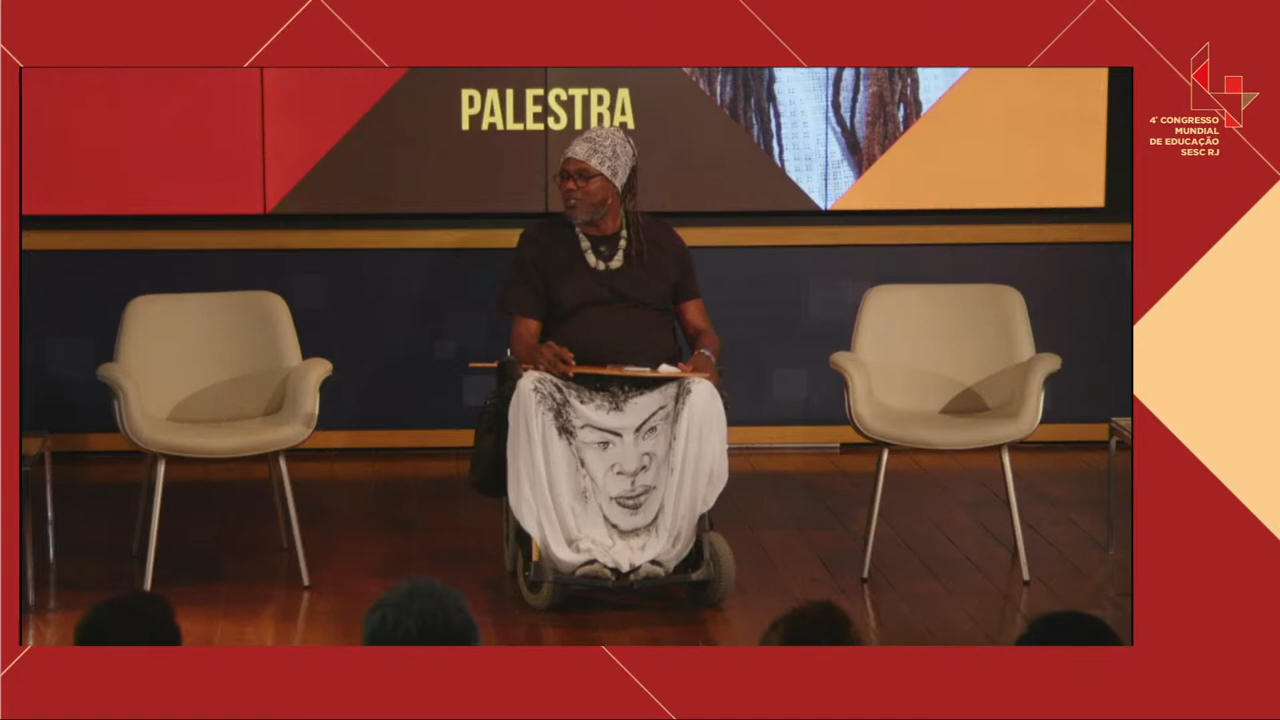 PALESTRA
4º CONGRESSO
MUNDIAL
DE EDUCAÇÃO
SESC RJ